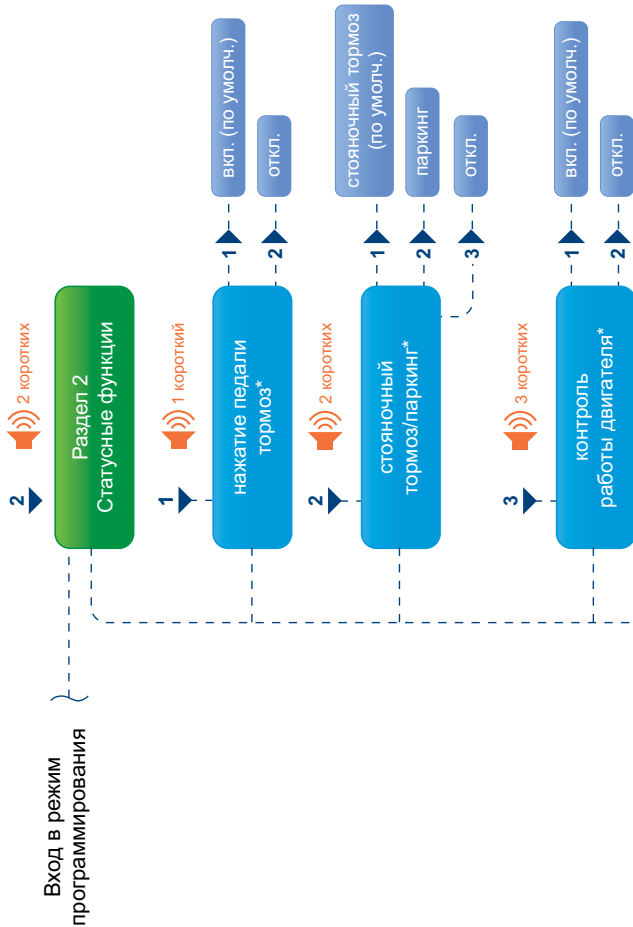 Вход в режим
программирования
2
2 коротких
Раздел 2
Статусные функции
1
1 короткий
нажатие педали
тормоз*
1
вкл. (по умолч.)
2
откл.
2
2 коротких
стояночный
тормоз/паркинг*
1
стояночный тормоз
(по умолч.)
2
паркинг
3
откл.
3
3 коротких
контроль
работы двигателя*
1
вкл. (по умолч.)
2
откл.